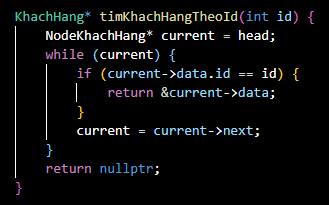 KhachHang* timKhachHangTheoId(int id) {
    NodeKhachHang* current = head;
    while (current) {
        if (current->data.id == id) {
            return &current->data;
        }
        current = current->next;
    }
    return nullptr;
}